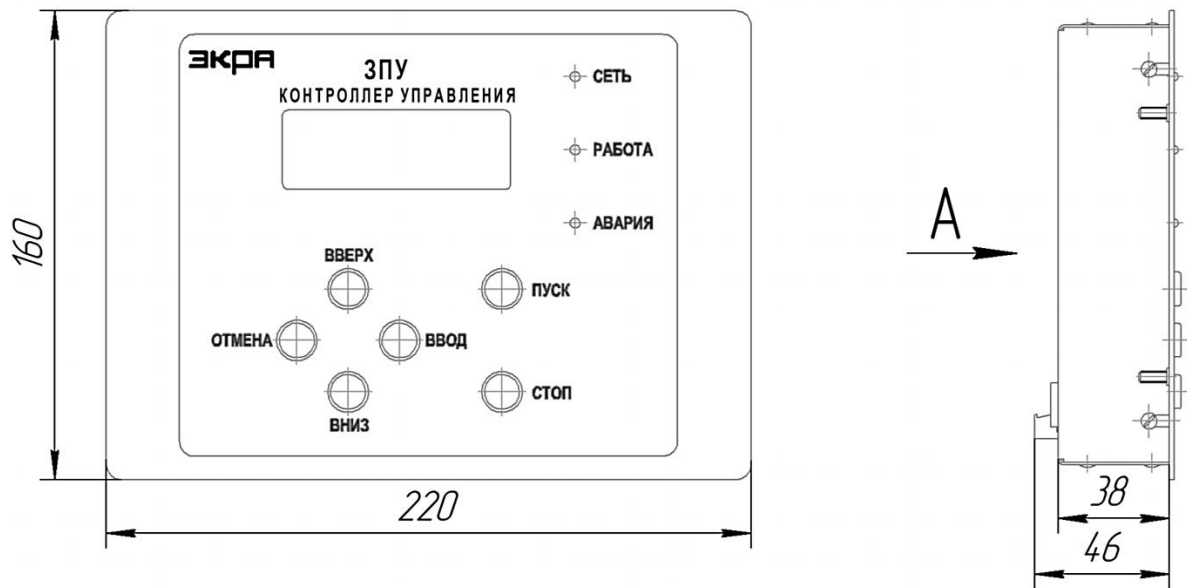 ЭКРА
ЗПУ
КОНТРОЛЛЕР УПРАВЛЕНИЯ
СЕТЬ
РАБОТА
АВАРИЯ
ВВЕРХ
ПУСК
ОТМЕНА
ВВОД
СТОП
ВНИЗ
160
220
А
38
46